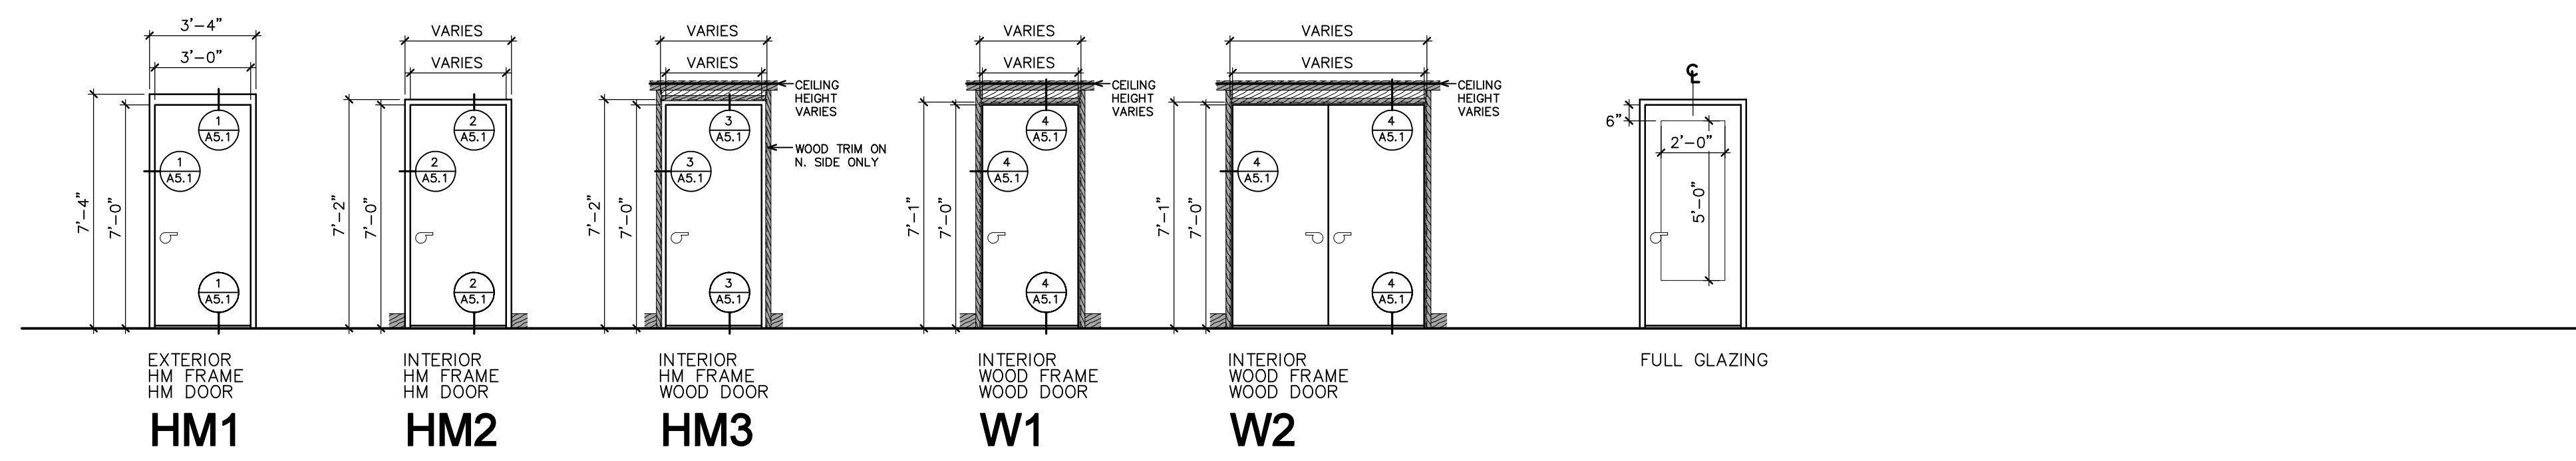 3'-4"
3'-0"
7'-4"
7'-0"
1
A5.1
1
A5.1
1
A5.1
EXTERIOR
HM FRAME
HM DOOR
HM1
VARIES
VARIES
7'-2"
7'-0"
2
A5.1
2
A5.1
2
A5.1
INTERIOR
HM FRAME
HM DOOR
HM2
VARIES
VARIES
CEILING
HEIGHT
VARIES
WOOD TRIM ON
N. SIDE ONLY
7'-2"
7'-0"
3
A5.1
3
A5.1
3
A5.1
INTERIOR
HM FRAME
WOOD DOOR
HM3
VARIES
VARIES
CEILING
HEIGHT
VARIES
7'-1"
7'-0"
4
A5.1
4
A5.1
4
A5.1
INTERIOR
WOOD FRAME
WOOD DOOR
W1
VARIES
VARIES
CEILING
HEIGHT
VARIES
7'-1"
7'-0"
4
A5.1
4
A5.1
4
A5.1
INTERIOR
WOOD FRAME
WOOD DOOR
W2
℄
6"
2'-0"
5'-0"
FULL GLAZING